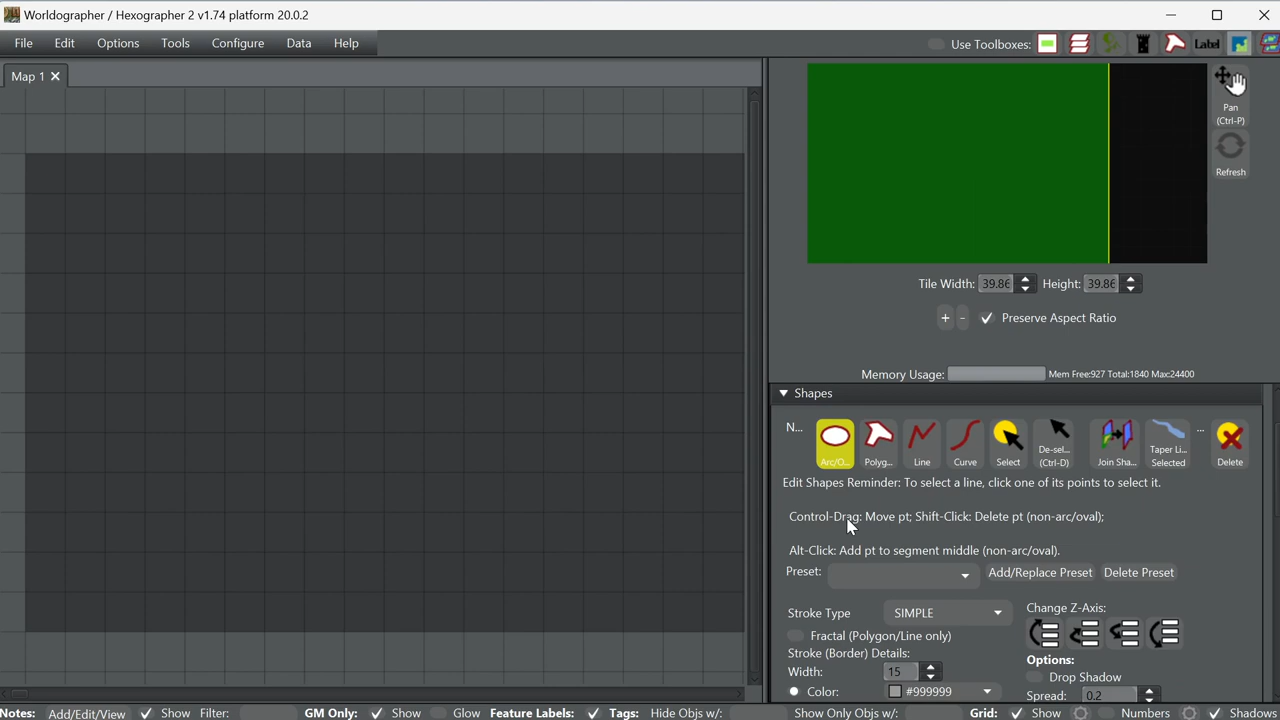 Worldographer / Hexographer 2 v1.74 platform 20.0.2
File Edit Options Tools Configure Data Help Use Toolboxes: Label
Map 1
Pan
(Ctrl-P)
Refresh
Tile Width: 39.86 Height: 39.86
+ - Preserve Aspect Ratio
Memory Usage: Mem Free:927 Total:1840 Max:24400
Shapes
N... Arc/O... Polyg... Line Curve Select De-sel... (Ctrl-D) Join Sha... Taper Li... Selected ... Delete
Edit Shapes Reminder: To select a line, click one of its points to select it.
Control-Drag: Move pt; Shift-Click: Delete pt (non-arc/oval);
Alt-Click: Add pt to segment middle (non-arc/oval).
Preset: Add/Replace Preset Delete Preset
Stroke Type SIMPLE Change Z-Axis:
Fractal (Polygon/Line only)
Stroke (Border) Details:
Options:
Width: 15
Drop Shadow
Color: #999999 Spread: 0.2
Notes: Add/Edit/View Show Filter: GM Only: Show Glow Feature Labels: Tags: Hide Objs w/: Show Only Objs w/: Grid: Show Numbers Shadows